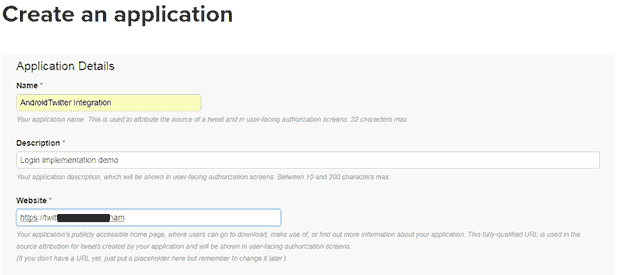 Create an application
Application Details
Name *
AndroidTwitter Integration
Your application name. This is used to attribute the source of a tweet and in user-facing authorization screens. 32 characters max.
Description *
Login implementation demo
Your application description, which will be shown in user-facing authorization screens. Between 10 and 200 characters max.
Website *
https://twit
Your application's publicly accessible home page, where users can go to download, make use of, or find out more information about your application. This fully-qualified URL is used in
the source attribution for tweets created by your application and will be shown in user-facing authorization screens.
(If you don't have a URL yet, just put a placeholder here but remember to change it later.)